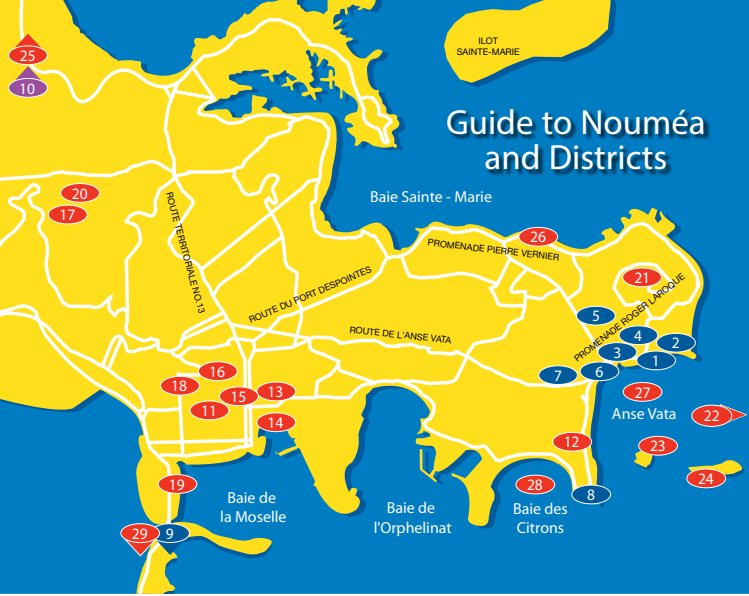 ILOT
SAINTE-MARIE
25
10
Guide to Nouméa
and Districts
20
17
Baie Sainte - Marie
ROUTE TERRITORIALE NO.13
26
PROMENADE PIERRE VERNIER
21
ROUTE DU PORT DESPOINTES
PROMENADE ROGER LAROQUE
5
ROUTE DE L'ANSE VATA
4
2
3
1
16
7
6
18
15
13
27
11
Anse Vata
22
14
12
23
19
28
24
8
Baie de
la Moselle
Baie de
l'Orphelinat
Baie des
Citrons
29
9